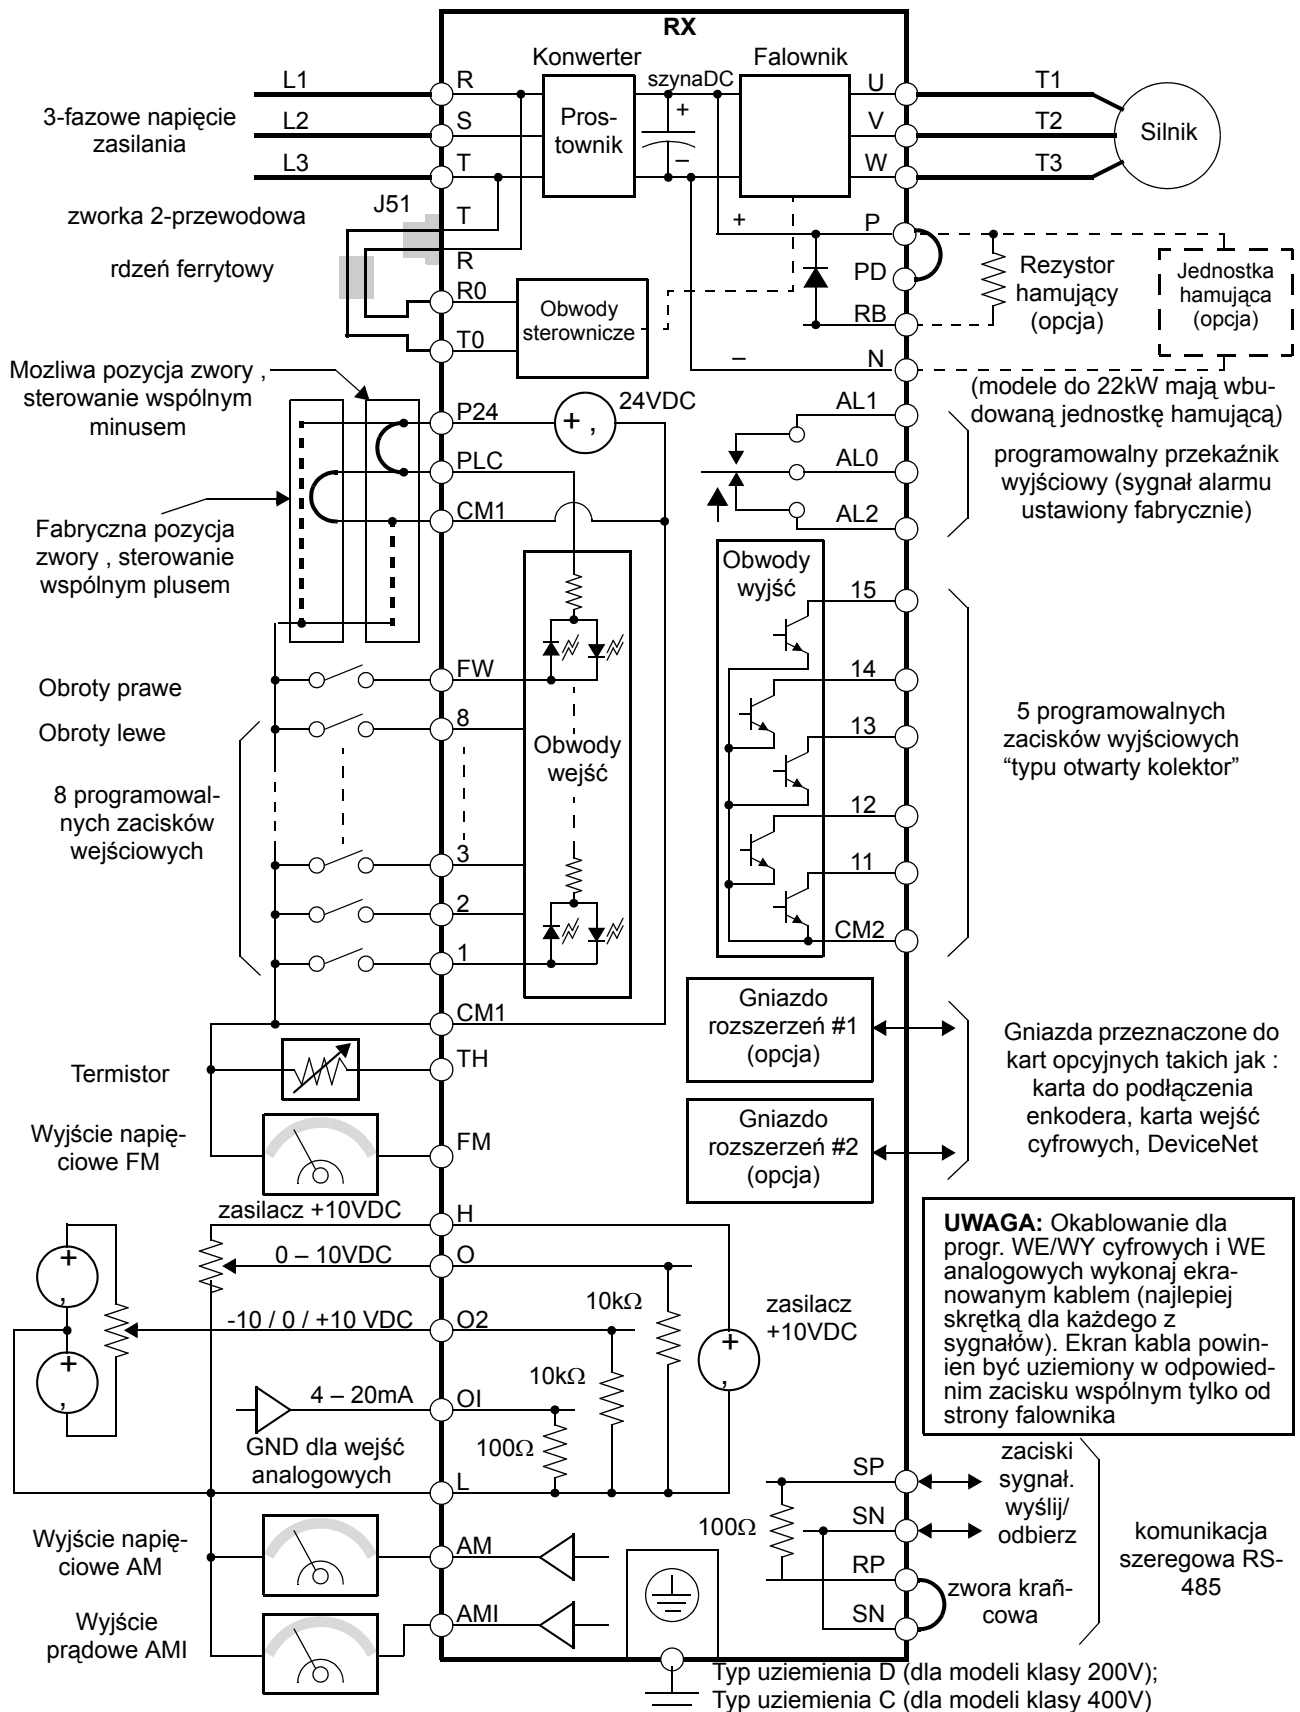 RX
Konwerter
Falownik
szynaDC
L1
R
U
T1
3-fazowe napięcie
zasilania
L2
S
Pros-
townik
+
V
T2
Silnik
L3
T
–
W
T3
zworka 2-przewodowa
J51
T
+
P
rdzeń ferrytowy
R
PD
Rezystor
hamujący
(opcja)
Jednostka
hamująca
(opcja)
R0
Obwody
sterownicze
RB
T0
–
N
Mozliwa pozycja zwory ,
sterowanie wspólnym
minusem
(modele do 22kW mają wbu-
dowaną jednostkę hamującą)
P24
+ ,
24VDC
AL1
PLC
AL0
programowalny przekaźnik
wyjściowy (sygnał alarmu
ustawiony fabrycznie)
CM1
AL2
Fabryczna pozycja
zwory , sterowanie
wspólnym plusem
Obwody
wyjść
15
Obroty prawe
FW
14
Obroty lewe
8
Obwody
wejść
13
5 programowalnych
zacisków wyjściowych
“typu otwarty kolektor”
8 programowal-
nych zacisków
wejściowych
12
3
11
2
CM2
1
CM1
Gniazdo
rozszerzeń #1
(opcja)
Gniazda przeznaczone do
kart opcyjnych takich jak :
karta do podłączenia
enkodera, karta wejść
cyfrowych, DeviceNet
Termistor
TH
Wyjście napię-
ciowe FM
FM
Gniazdo
rozszerzeń #2
(opcja)
zasilacz +10VDC
H
+
,
0 – 10VDC
O
10kΩ
zasilacz
+10VDC
-10 / 0 / +10 VDC
O2
+
,
+
,
10kΩ
4 – 20mA
OI
GND dla wejść
analogowych
100Ω
L
UWAGA: Okablowanie dla
progr. WE/WY cyfrowych i WE
analogowych wykonaj ekra-
nowanym kablem (najlepiej
skrętką dla każdego z
sygnałów). Ekran kabla powin-
ien być uziemiony w odpowied-
nim zacisku wspólnym tylko od
strony falownika
SP
zaciski
sygnał.
wyślij/
odbierz
100Ω
SN
Wyjście napię-
ciowe AM
AM
RP
komunikacja
szeregowa RS-
485
zwora krań-
cowa
Wyjście
prądowe AMI
AMI
SN
Typ uziemienia D (dla modeli klasy 200V);
Typ uziemienia C (dla modeli klasy 400V)